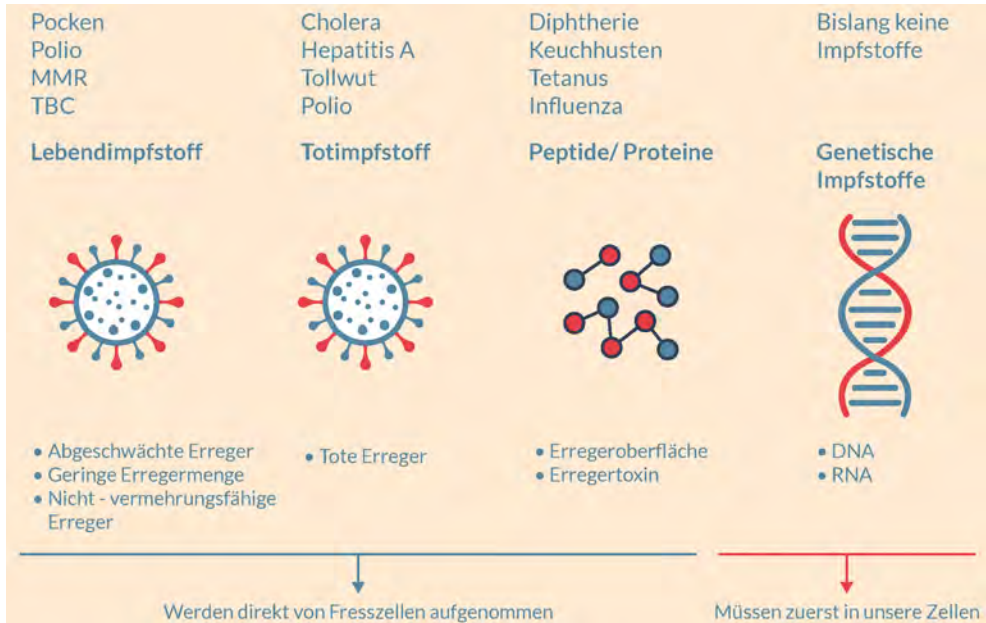 Pocken
Polio
MMR
TBC
Lebendimpfstoff
• Abgeschwächte Erreger
• Geringe Erregermenge
• Nicht - vermehrungsfähige
Erreger
Cholera
Hepatitis A
Tollwut
Polio
Totimpfstoff
• Tote Erreger
Diphtherie
Keuchhusten
Tetanus
Influenza
Peptide/ Proteine
• Erregeroberfläche
• Erregertoxin
Bislang keine
Impfstoffe
Genetische
Impfstoffe
• DNA
• RNA
Werden direkt von Fresszellen aufgenommen
Müssen zuerst in unsere Zellen